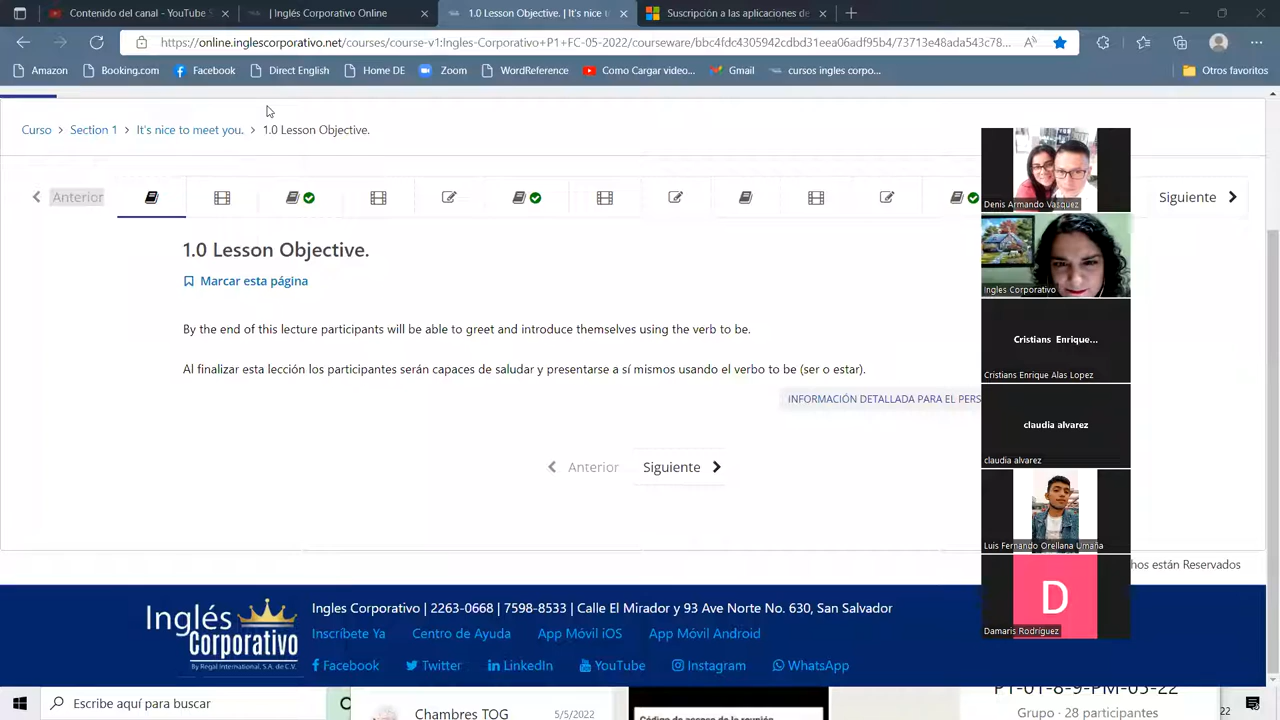 Contenido del canal - YouTube S
| Inglés Corporativo Online
1.0 Lesson Objective. | It's nice t
Suscripción a las aplicaciones de
https://online.inglescorporativo.net/courses/course-v1:Ingles-Corporativo+P1+FC-05-2022/courseware/bbc4fdc4305942cdbd31eea06adf95b4/73713e48ada543c78...
Amazon
Booking.com
Facebook
Direct English
Home DE
Zoom
WordReference
Como Cargar video...
Gmail
cursos ingles corpo...
Otros favoritos
Curso > Section 1 > It's nice to meet you. > 1.0 Lesson Objective.
Anterior
Siguiente
1.0 Lesson Objective.
Marcar esta página
By the end of this lecture participants will be able to greet and introduce themselves using the verb to be.
Al finalizar esta lección los participantes serán capaces de saludar y presentarse a sí mismos usando el verbo to be (ser o estar).
INFORMACIÓN DETALLADA PARA EL PERS
Anterior
Siguiente
Denis Armando Vasquez
Ingles Corporativo
Cristians Enrique...
Cristians Enrique Alas Lopez
claudia alvarez
claudia alvarez
Luis Fernando Orellana Umaña
D
Damaris Rodríguez
hos están Reservados
Inglés
Corporativo
By Regal International, S.A. de C.V.
Ingles Corporativo | 2263-0668 | 7598-8533 | Calle El Mirador y 93 Ave Norte No. 630, San Salvador
Inscríbete Ya
Centro de Ayuda
App Móvil iOS
App Móvil Android
Facebook
Twitter
LinkedIn
YouTube
Instagram
WhatsApp
Escribe aquí para buscar
Chambres TOG
5/5/2022
Código de acceso de la reunión
P1-01-8-9-PM-05-22
Grupo · 28 participantes
22